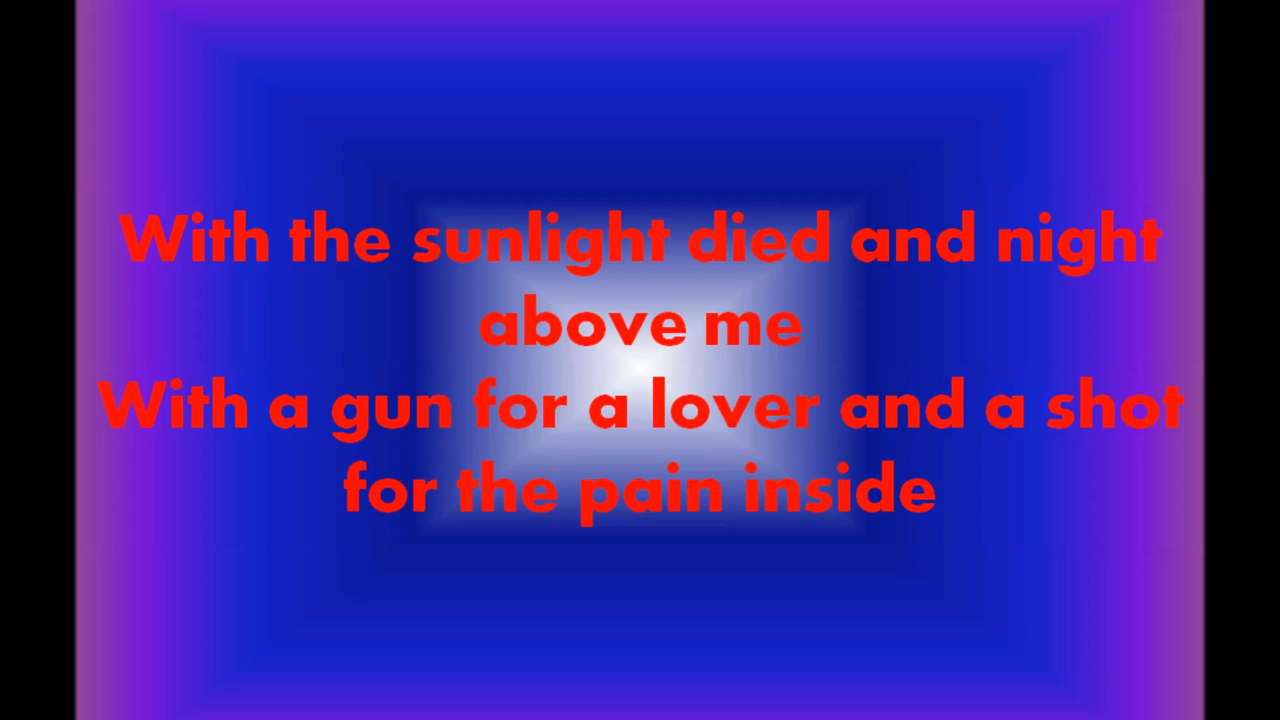 With the sunlight died and night
above me
With a gun for a lover and a shot
for the pain inside